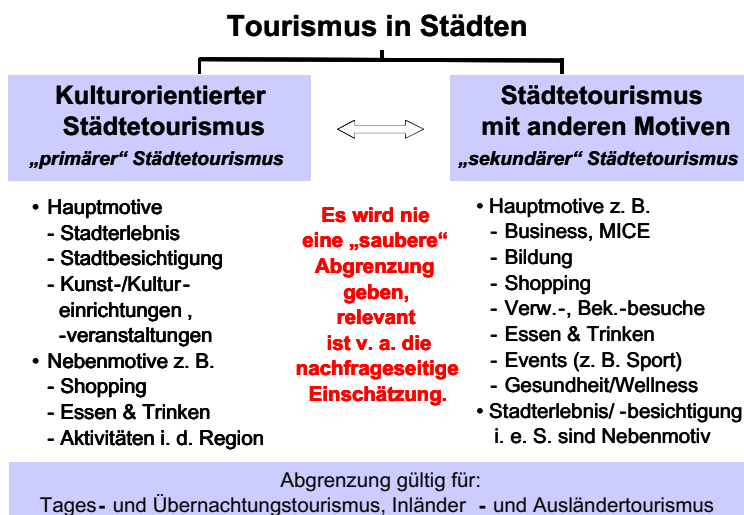 Tourismus in Städten
Kulturorientierter
Städtetourismus
„primärer“ Städtetourismus
Städtetourismus
mit anderen Motiven
„sekundärer“ Städtetourismus
• Hauptmotive
- Stadterlebnis
- Stadtbesichtigung
- Kunst-/Kultur-
einrichtungen ,
-veranstaltungen
• Nebenmotive z. B.
- Shopping
- Essen & Trinken
- Aktivitäten i. d. Region
Es wird nie
eine „saubere“
Abgrenzung
geben,
relevant
ist v. a. die
nachfrageseitige
Einschätzung.
• Hauptmotive z. B.
- Business, MICE
- Bildung
- Shopping
- Verw.-, Bek.-besuche
- Essen & Trinken
- Events (z. B. Sport)
- Gesundheit/Wellness
• Stadterlebnis/ -besichtigung
i. e. S. sind Nebenmotiv
Abgrenzung gültig für:
Tages- und Übernachtungstourismus, Inländer - und Ausländertourismus